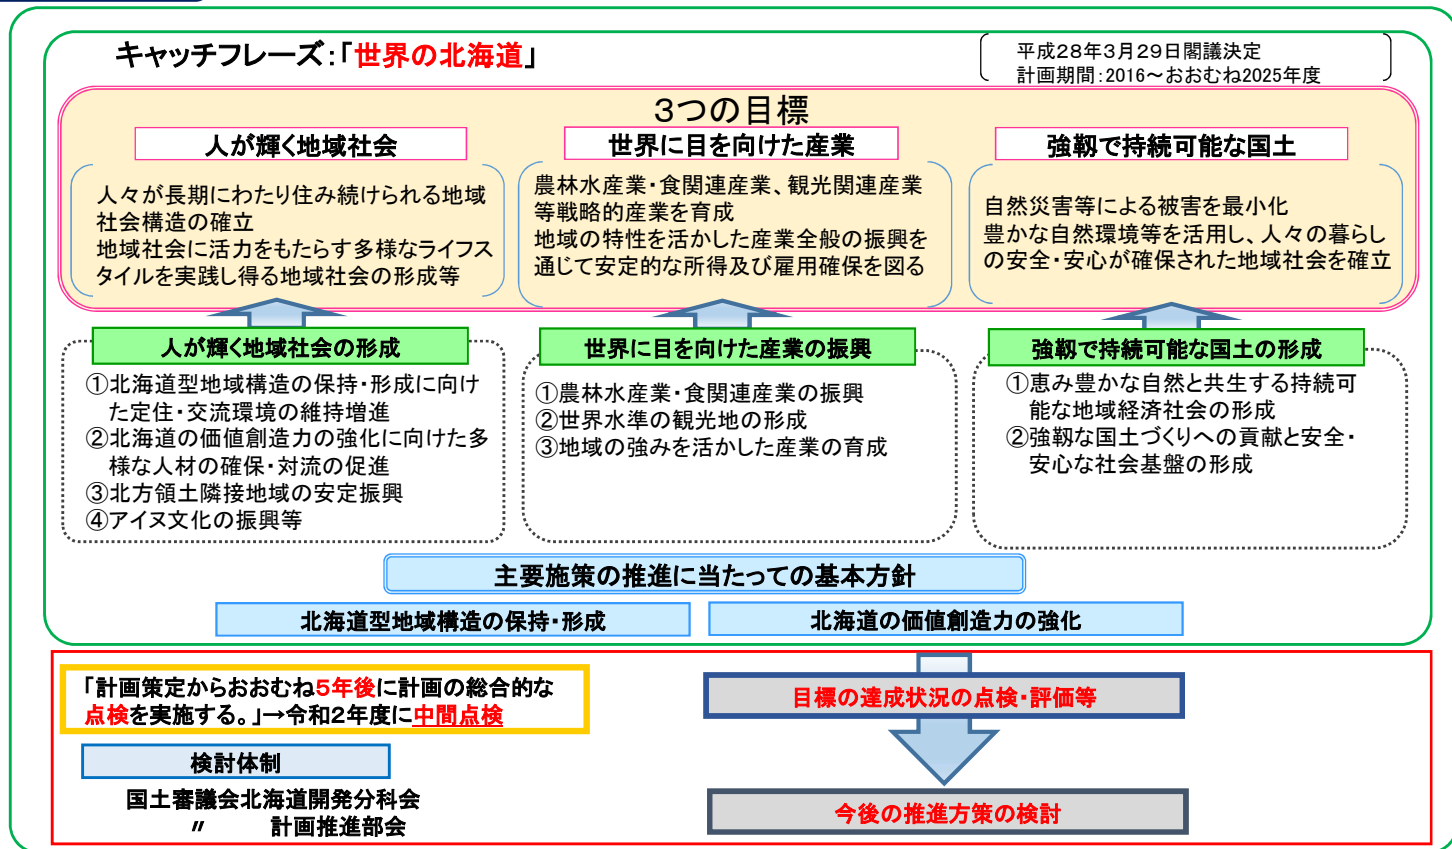 キャッチフレーズ:「世界の北海道」
平成28年3月29日閣議決定
計画期間:2016～おおむね2025年度
3つの目標
人が輝く地域社会
人々が長期にわたり住み続けられる地域
社会構造の確立
地域社会に活力をもたらす多様なライフス
タイルを実践し得る地域社会の形成等
世界に目を向けた産業
農林水産業・食関連産業、観光関連産業
等戦略的産業を育成
地域の特性を活かした産業全般の振興を
通じて安定的な所得及び雇用確保を図る
強靱で持続可能な国土
自然災害等による被害を最小化
豊かな自然環境等を活用し、人々の暮らし
の安全・安心が確保された地域社会を確立
人が輝く地域社会の形成
①北海道型地域構造の保持・形成に向け
た定住・交流環境の維持増進
②北海道の価値創造力の強化に向けた多
様な人材の確保・対流の促進
③北方領土隣接地域の安定振興
④アイヌ文化の振興等
世界に目を向けた産業の振興
①農林水産業・食関連産業の振興
②世界水準の観光地の形成
③地域の強みを活かした産業の育成
強靱で持続可能な国土の形成
①恵み豊かな自然と共生する持続可
能な地域経済社会の形成
②強靱な国土づくりへの貢献と安全・
安心な社会基盤の形成
主要施策の推進に当たっての基本方針
北海道型地域構造の保持・形成
北海道の価値創造力の強化
「計画策定からおおむね5年後に計画の総合的な
点検を実施する。」→令和2年度に中間点検
検討体制
国土審議会北海道開発分科会
〃 計画推進部会
目標の達成状況の点検・評価等
今後の推進方策の検討